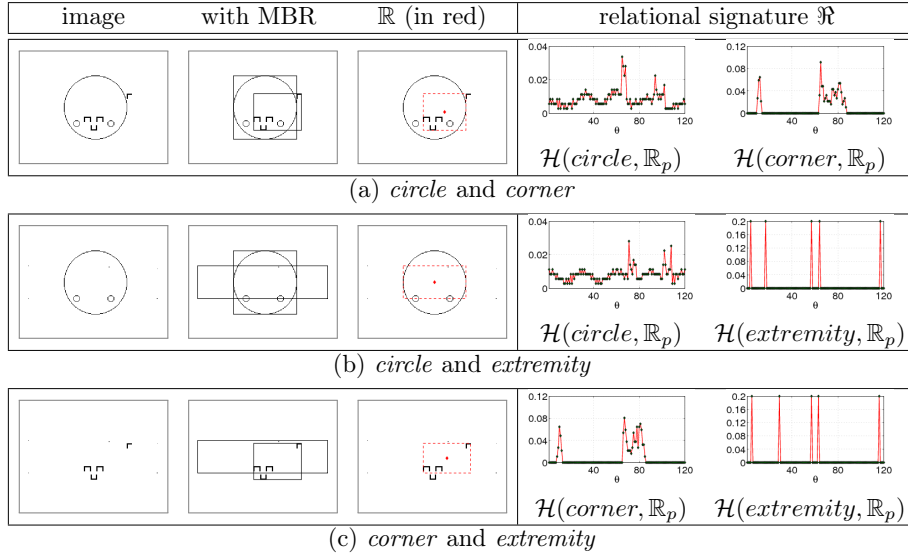 image with MBR ℝ (in red) relational signature ℜ
0.04 0.02 0 40 80 120 θ
0.12 0.08 0.04 0 40 80 120 θ
ℋ(circle, ℝp) ℋ(corner, ℝp)
(a) circle and corner
0.04 0.02 0 40 80 120 θ
0.2 0.16 0.12 0.08 0.04 0 40 80 120 θ
ℋ(circle, ℝp) ℋ(extremity, ℝp)
(b) circle and extremity
0.12 0.08 0.04 0 40 80 120 θ
0.2 0.16 0.12 0.08 0.04 0 40 80 120 θ
ℋ(corner, ℝp) ℋ(extremity, ℝp)
(c) corner and extremity